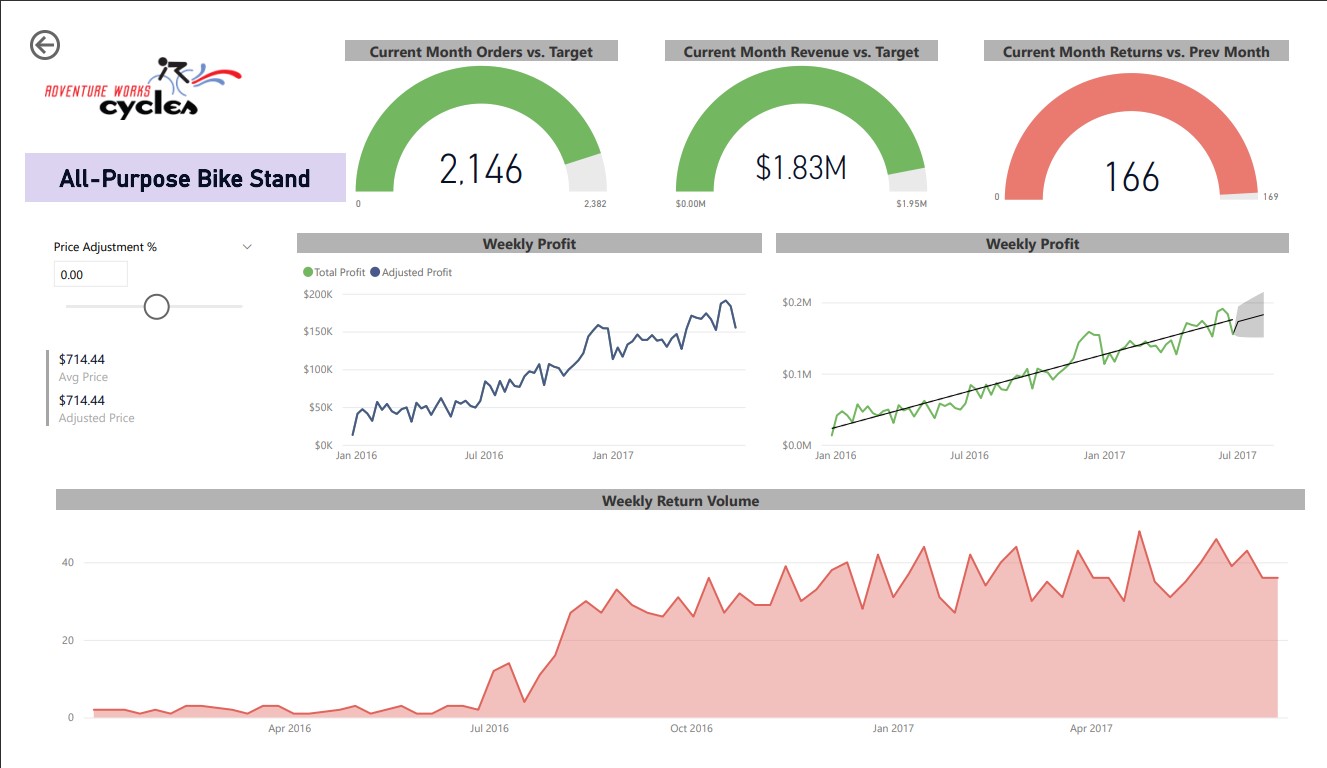 ADVENTURE WORKS
cycles
All-Purpose Bike Stand
Current Month Orders vs. Target
2,146
0
2,382
Current Month Revenue vs. Target
$1.83M
$0.00M
$1.95M
Current Month Returns vs. Prev Month
166
0
169
Price Adjustment %
0.00
$714.44
Avg Price
$714.44
Adjusted Price
Weekly Profit
Total Profit
Adjusted Profit
$200K
$150K
$100K
$50K
$0K
Jan 2016
Jul 2016
Jan 2017
Weekly Profit
$0.2M
$0.1M
$0.0M
Jan 2016
Jul 2016
Jan 2017
Jul 2017
Weekly Return Volume
40
20
0
Apr 2016
Jul 2016
Oct 2016
Jan 2017
Apr 2017